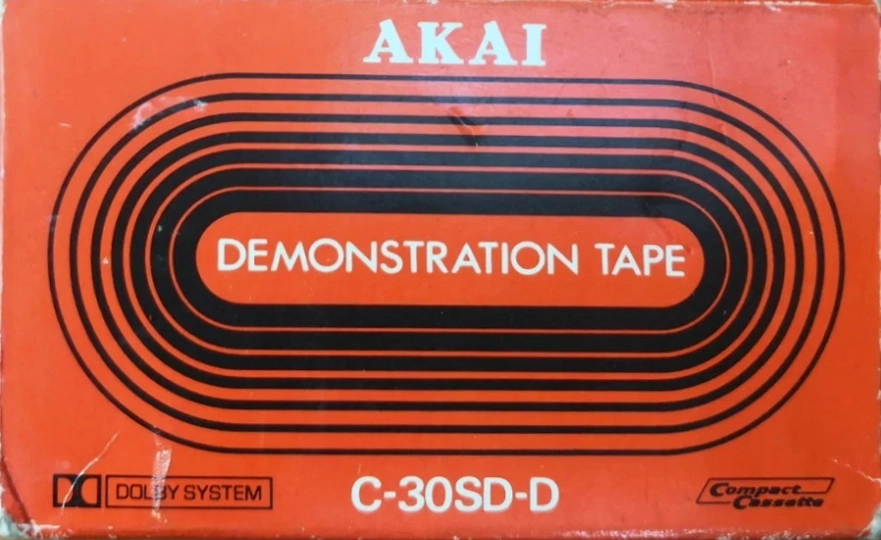 AKAI
DEMONSTRATION TAPE
DOLBY SYSTEM
C-30SD-D
Compact
Cassette